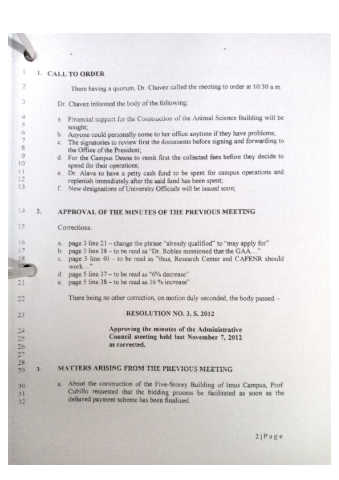 1 1. CALL TO ORDER
2 There having a quorum, Dr. Chavez called the meeting to order at 10:30 a.m.
3 Dr. Chavez informed the body of the following:
4 a. Financial support for the Construction of the Animal Science Building will be
5 sought;
6 b. Anyone could personally come to her office anytime if they have problems;
7 c. The signatories to review first the documents before signing and forwarding to
8 the Office of the President;
9 d. For the Campus Deans to remit first the collected fees before they decide to
10 spend for their operations;
11 e. Dr. Alava to have a petty cash fund to be spent for campus operations and
12 replenish immediately after the said fund has been spent;
13 f. New designations of University Officials will be issued soon;
14 2. APPROVAL OF THE MINUTES OF THE PREVIOUS MEETING
15 Corrections:
16 a. page 1 line 21 – change the phrase "already qualified" to "may apply for"
17 b. page 3 line 18 – to be read as "Dr. Robles mentioned that the GAA…"
18 c. page 3 line 40 – to be read as "thus, Research Center and CAFENR should
work…"
d. page 5 line 37 – to be read as "6% decrease"
21 e. page 5 line 38 – to be read as 16 % increase"
22 There being no other correction, on motion duly seconded, the body passed –
23 RESOLUTION NO. 3, S. 2012
24 Approving the minutes of the Administrative
25 Council meeting held last November 7, 2012
26 as corrected.
27
28
29 3. MATTERS ARISING FROM THE PREVIOUS MEETING
30 a. About the construction of the Five-Storey Building of Imus Campus, Prof.
31 Cubillo requested that the bidding process be facilitated as soon as the
32 deferred payment scheme has been finalized.
2 | P a g e